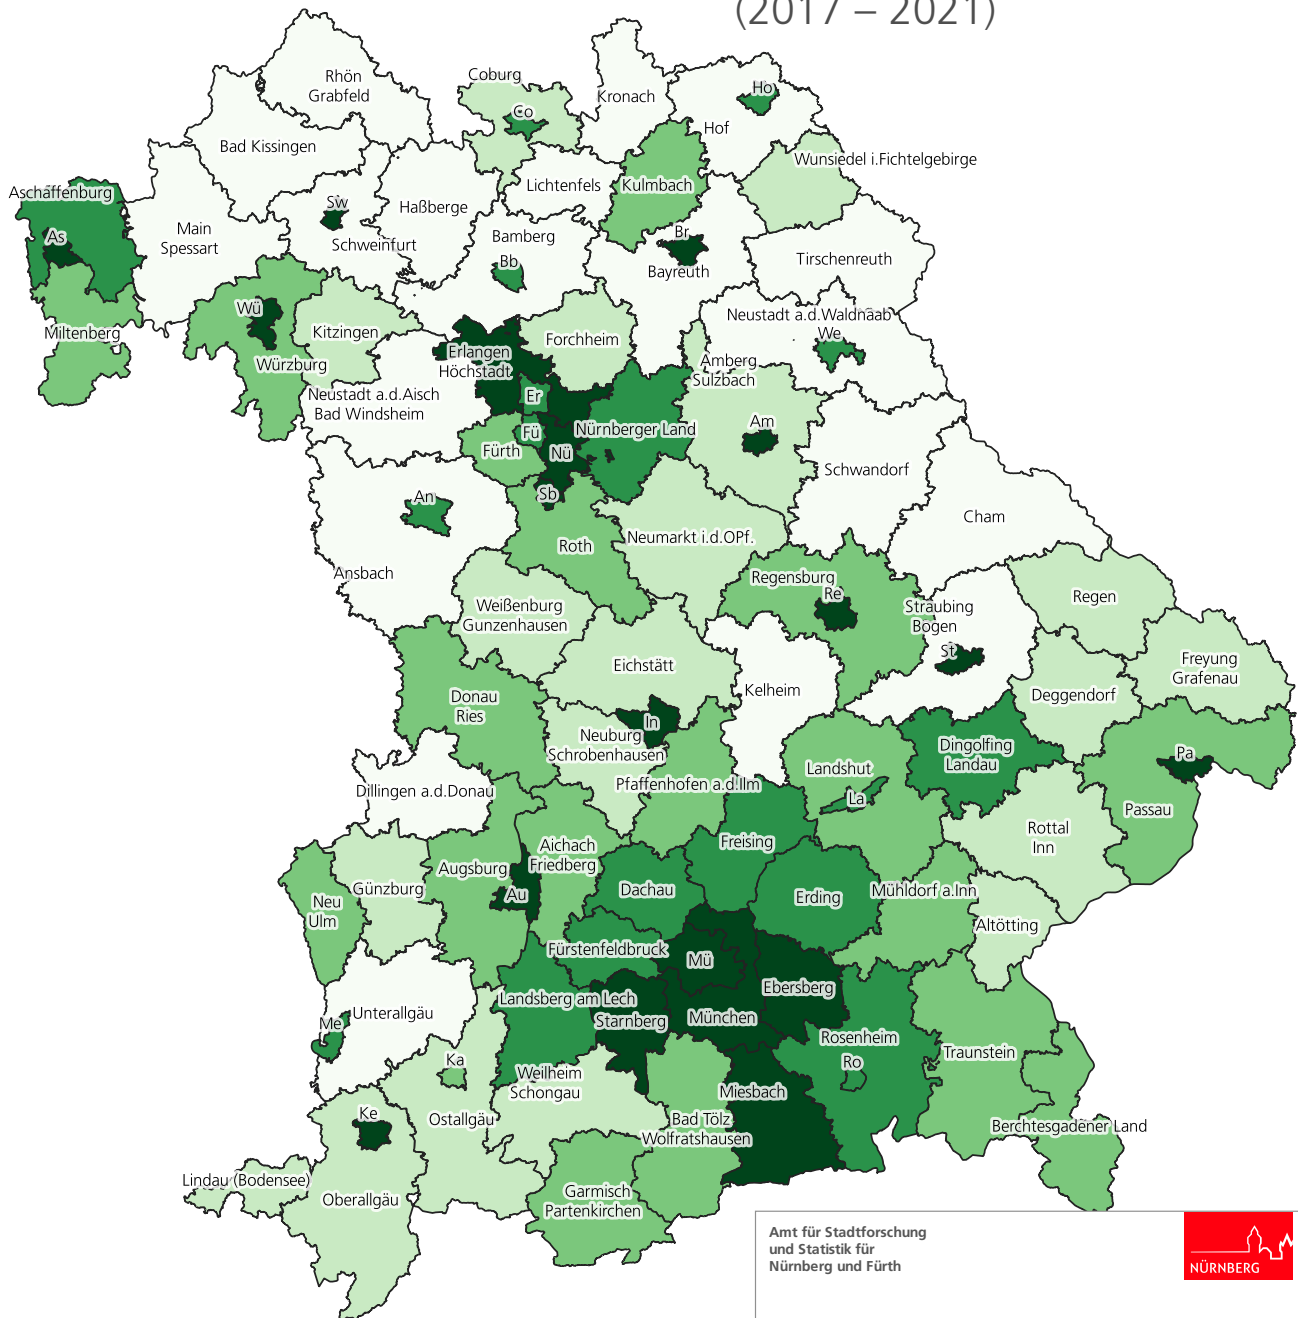 (2017 – 2021)
Rhön
Grabfeld
Coburg
Co
Kronach
Ho
Hof
Bad Kissingen
Wunsiedel i.Fichtelgebirge
Lichtenfels
Kulmbach
Aschaffenburg
Sw
Haßberge
Main
Spessart
As
Schweinfurt
Bamberg
Bb
Br
Bayreuth
Tirschenreuth
Wü
Kitzingen
Miltenberg
Würzburg
Forchheim
Neustadt a.d.Waldnaab
We
Erlangen
Höchstadt
Amberg
Sulzbach
Neustadt a.d.Aisch
Bad Windsheim
Er
Fü
Nürnberger Land
Am
Fürth
Nü
Schwandorf
An
Sb
Cham
Roth
Neumarkt i.d.OPf.
Ansbach
Regensburg
Re
Weißenburg
Gunzenhausen
Straubing
Bogen
St
Regen
Eichstätt
Freyung
Grafenau
Kelheim
Deggendorf
Donau
Ries
In
Neuburg
Schrobenhausen
Dingolfing
Landau
Pa
Landshut
La
Pfaffenhofen a.d.Ilm
Dillingen a.d.Donau
Passau
Rottal
Inn
Freising
Aichach
Friedberg
Augsburg
Au
Günzburg
Neu
Ulm
Dachau
Erding
Mühldorf a.Inn
Altötting
Fürstenfeldbruck
Mü
Ebersberg
Landsberg am Lech
Starnberg
München
Unterallgäu
Me
Rosenheim
Ro
Traunstein
Ka
Weilheim
Schongau
Miesbach
Ke
Ostallgäu
Bad Tölz
Wolfratshausen
Berchtesgadener Land
Lindau (Bodensee)
Oberallgäu
Garmisch
Partenkirchen
Amt für Stadtforschung
und Statistik für
Nürnberg und Fürth
NÜRNBERG